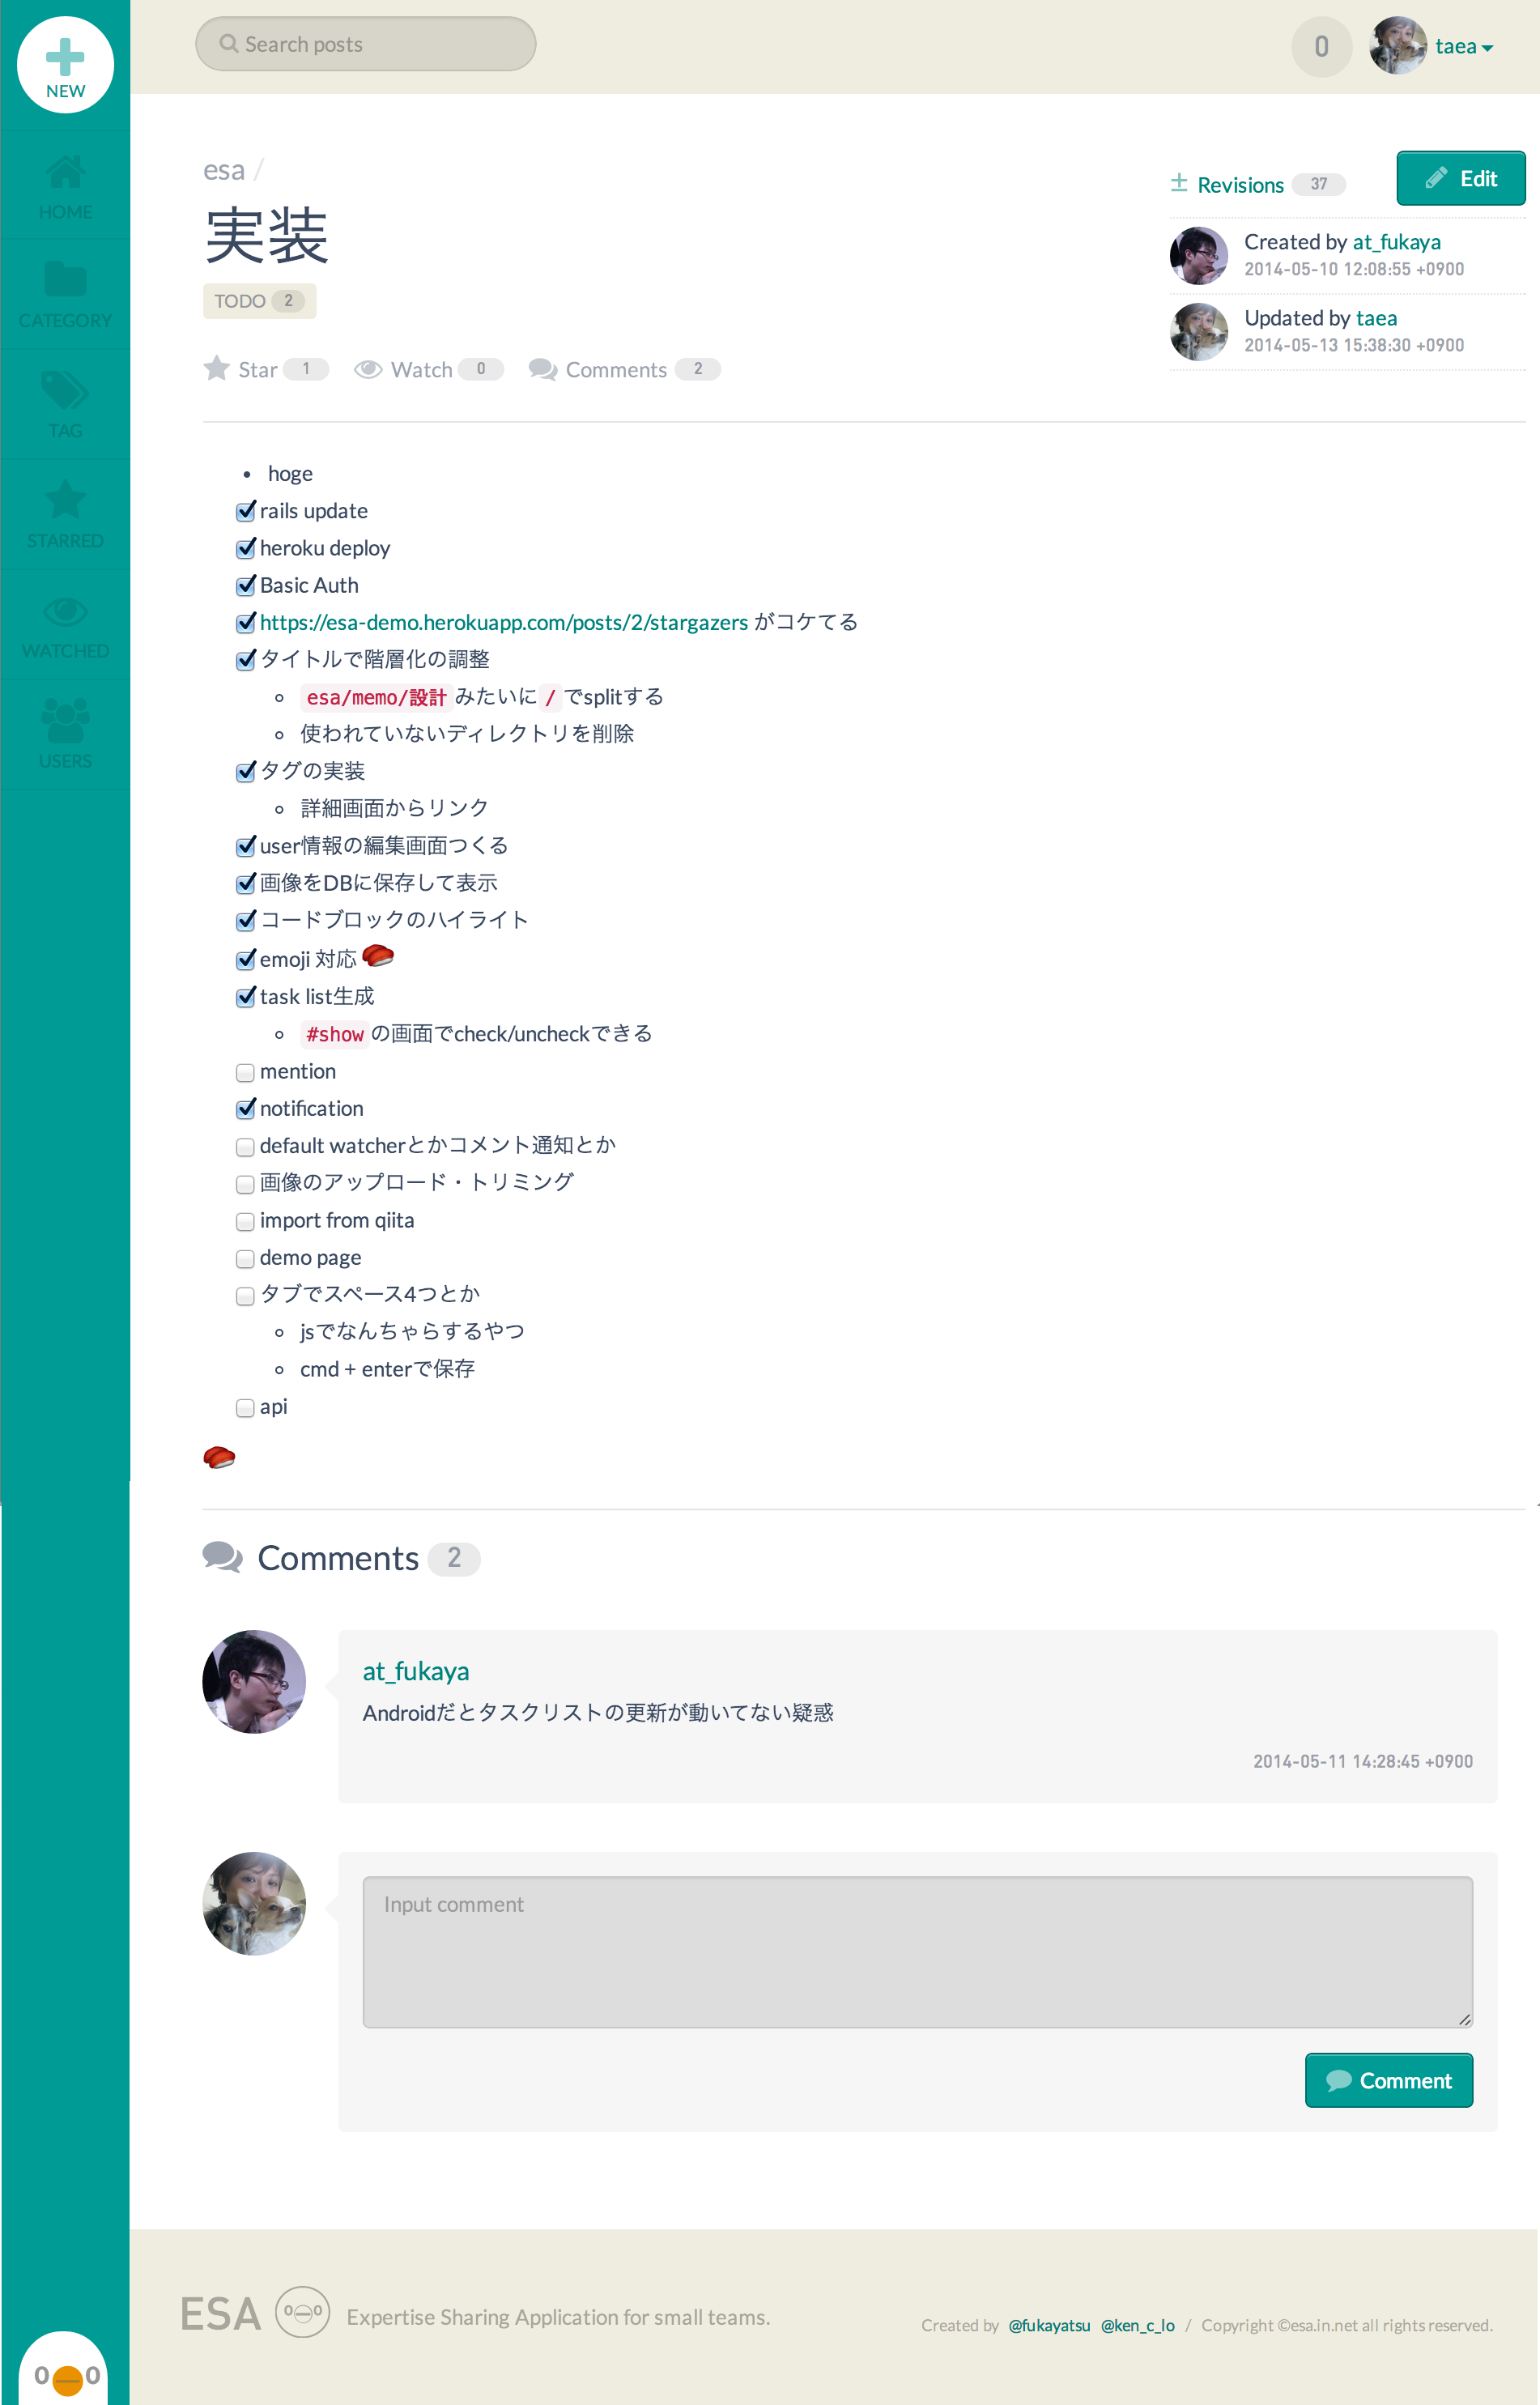 NEW
HOME
CATEGORY
TAG
STARRED
WATCHED
USERS
Search posts
0
taea
esa /
実装
TODO 2
Star 1 Watch 0 Comments 2
± Revisions 37
Edit
Created by at_fukaya
2014-05-10 12:08:55 +0900
Updated by taea
2014-05-13 15:38:30 +0900
• hoge
rails update
heroku deploy
Basic Auth
https://esa-demo.herokuapp.com/posts/2/stargazers がコケてる
タイトルで階層化の調整
esa/memo/設計みたいに/でsplitする
使われていないディレクトリを削除
タグの実装
詳細画面からリンク
user情報の編集画面つくる
画像をDBに保存して表示
コードブロックのハイライト
emoji 対応
task list生成
#showの画面でcheck/uncheckできる
mention
notification
default watcherとかコメント通知とか
画像のアップロード・トリミング
import from qiita
demo page
タブでスペース4つとか
jsでなんちゃらするやつ
cmd + enterで保存
api
Comments 2
at_fukaya
Androidだとタスクリストの更新が動いてない疑惑
2014-05-11 14:28:45 +0900
Input comment
Comment
ESA Expertise Sharing Application for small teams.
Created by @fukayatsu @ken_c_lo / Copyright ©esa.in.net all rights reserved.